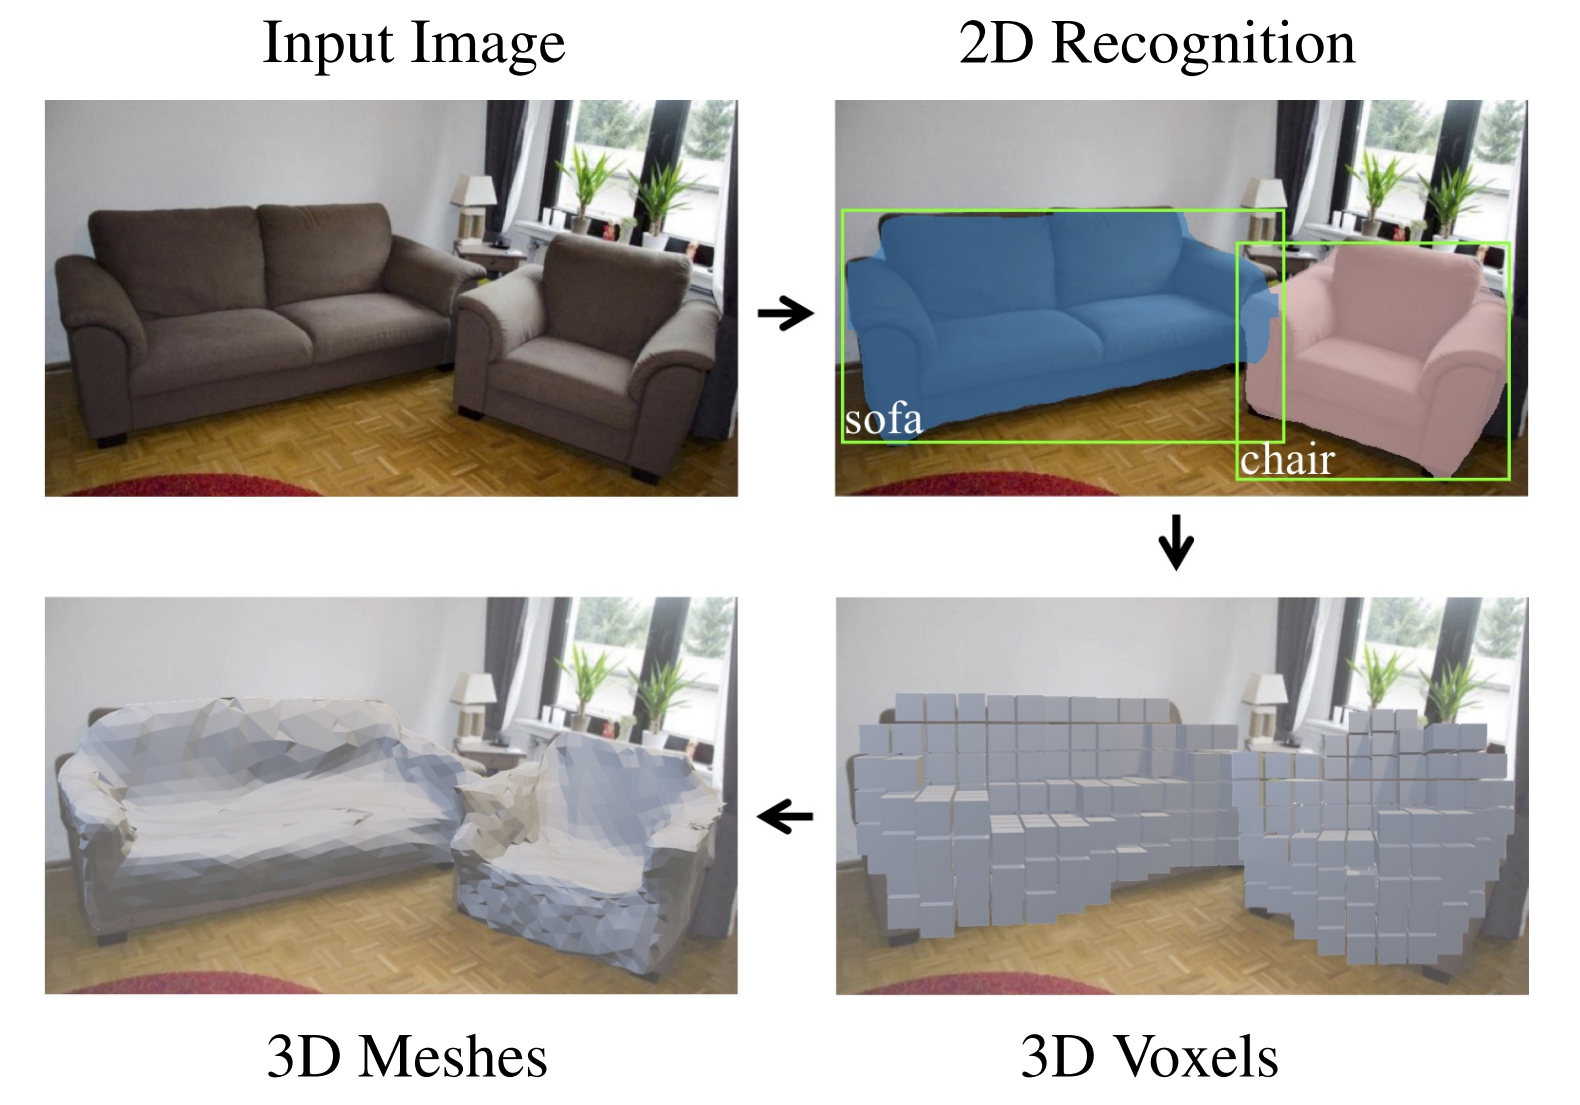 Input Image
2D Recognition
sofa
chair
3D Meshes
3D Voxels